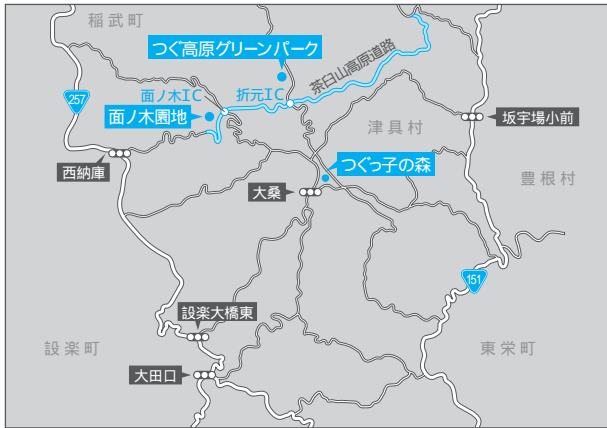 稲武町
つぐ高原グリーンパーク
茶臼山高原道路
257
面ノ木IC
折元IC
面ノ木園地
津具村
坂宇場小前
西納庫
つぐっ子の森
豊根村
大桑
151
設楽大橋東
設楽町
東栄町
大田口